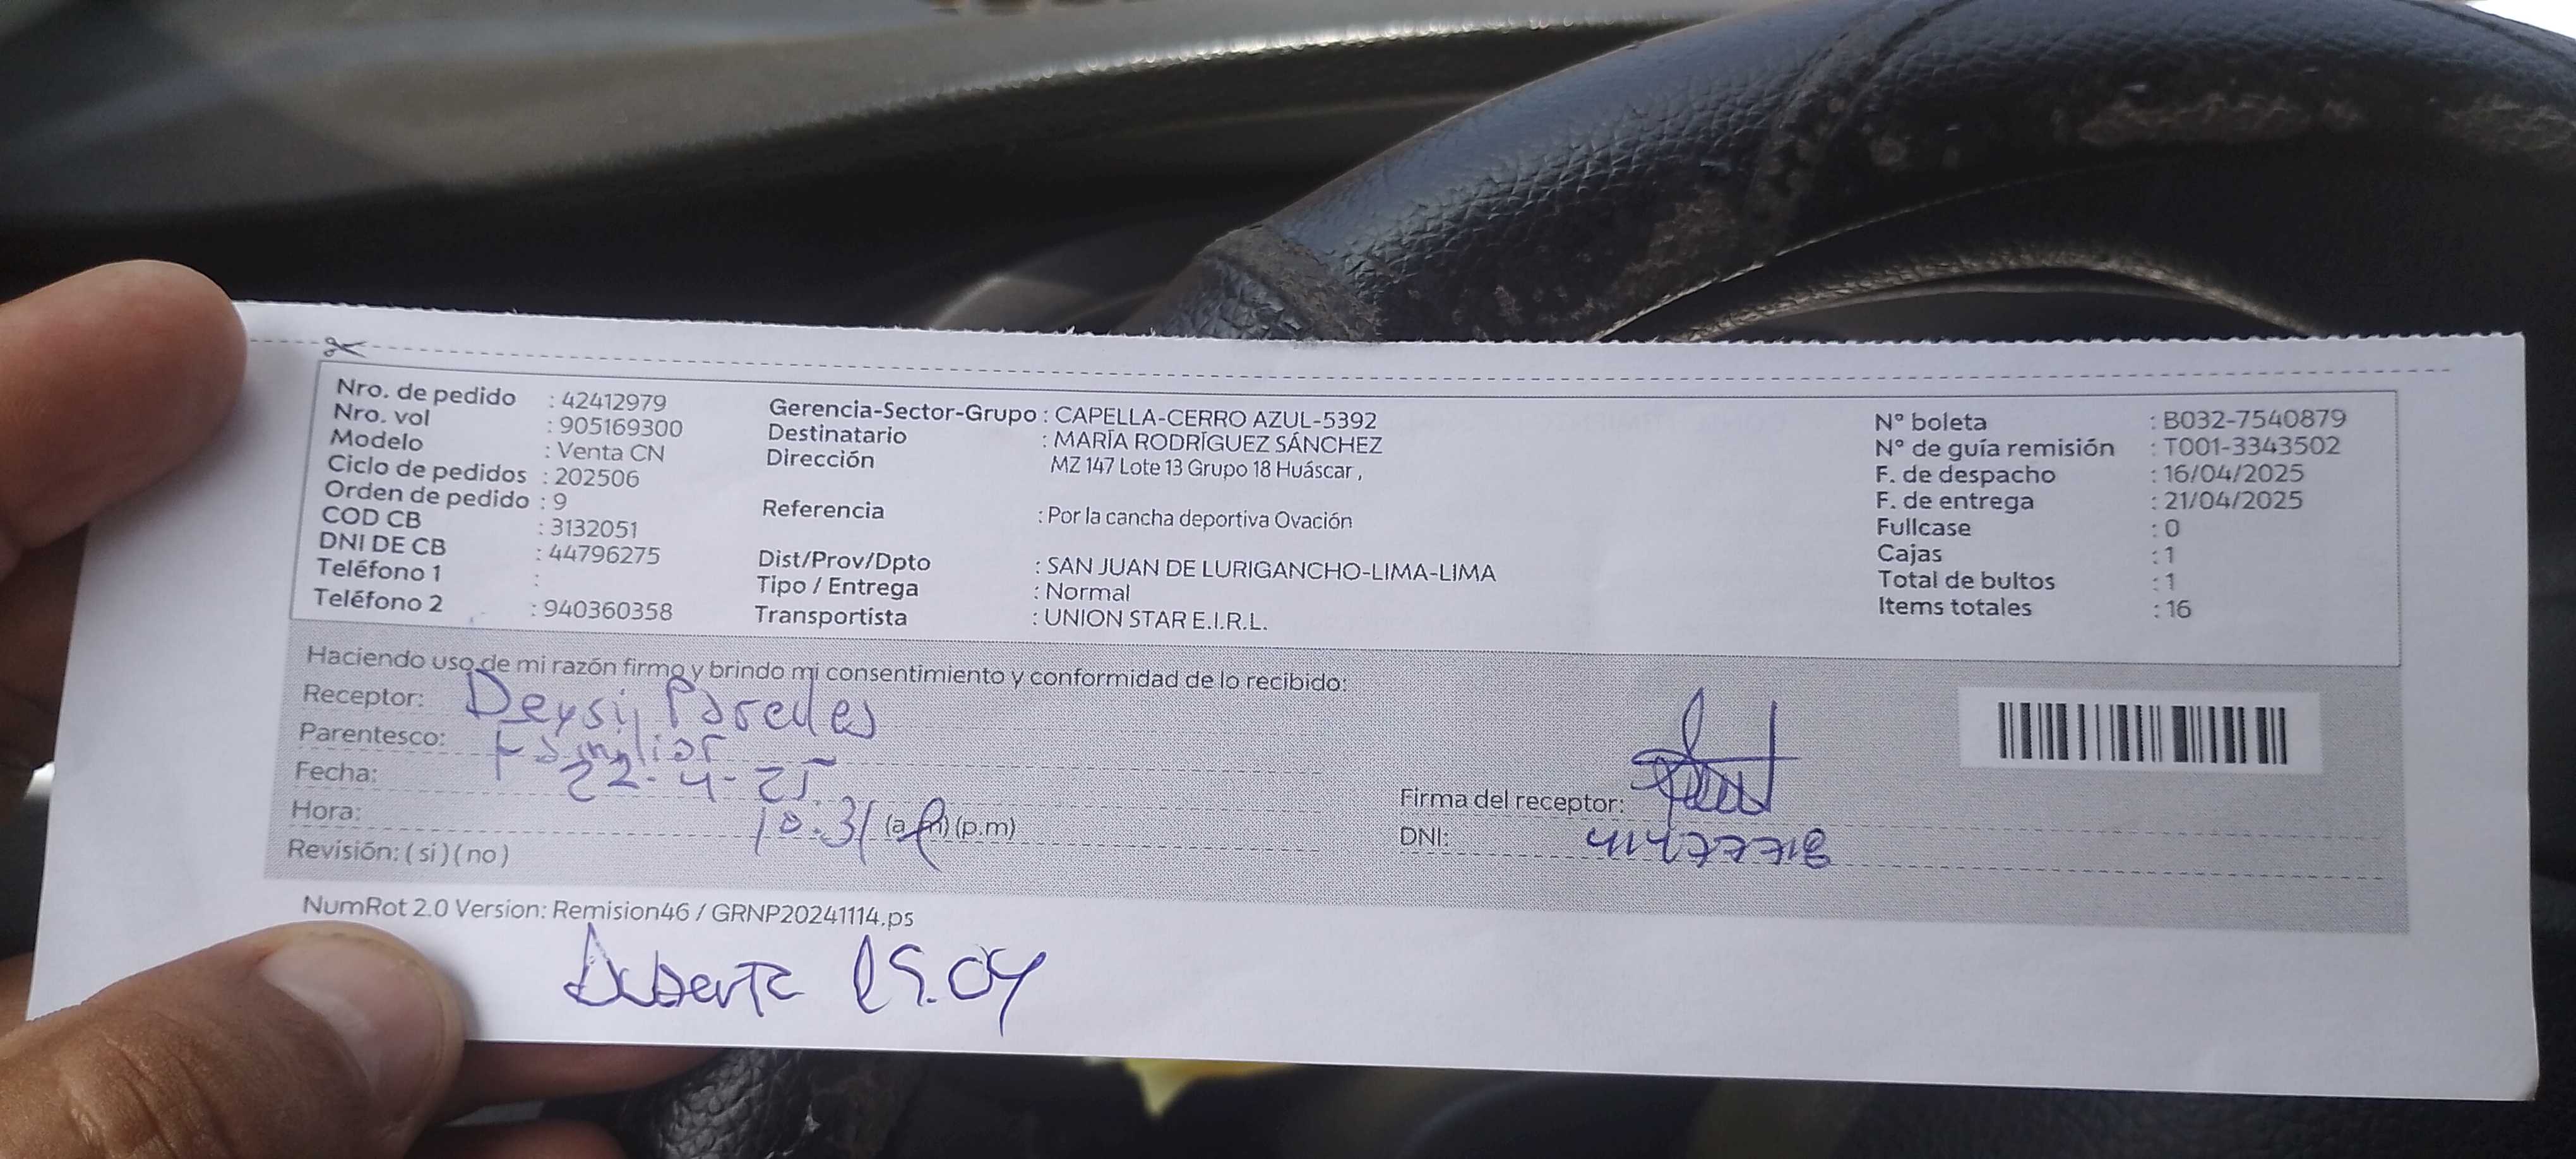 Nro. de pedido : 42412979
Nro. vol : 905169300
Modelo : Venta CN
Ciclo de pedidos : 202506
Orden de pedido : 9
COD CB : 3132051
DNI DE CB : 44796275
Teléfono 1 :
Teléfono 2 : 940360358
Gerencia-Sector-Grupo : CAPELLA-CERRO AZUL-5392
Destinatario : MARÍA RODRÍGUEZ SÁNCHEZ
Dirección MZ 147 Lote 13 Grupo 18 Huáscar ,
Referencia : Por la cancha deportiva Ovación
Dist/Prov/Dpto : SAN JUAN DE LURIGANCHO-LIMA-LIMA
Tipo / Entrega : Normal
Transportista : UNION STAR E.I.R.L.
N° boleta : B032-7540879
N° de guía remisión : T001-3343502
F. de despacho : 16/04/2025
F. de entrega : 21/04/2025
Fullcase : 0
Cajas : 1
Total de bultos : 1
Items totales : 16
Haciendo uso de mi razón firmo y brindo mi consentimiento y conformidad de lo recibido:
Receptor: Deysi Paredes
Parentesco: Familiar
Fecha: 22-4-25
Hora: 10.31 (a.m) (p.m)
Revisión: ( si ) ( no )
Firma del receptor:
DNI: 41477718
NumRot 2.0 Version: Remision46 / GRNP20241114.ps